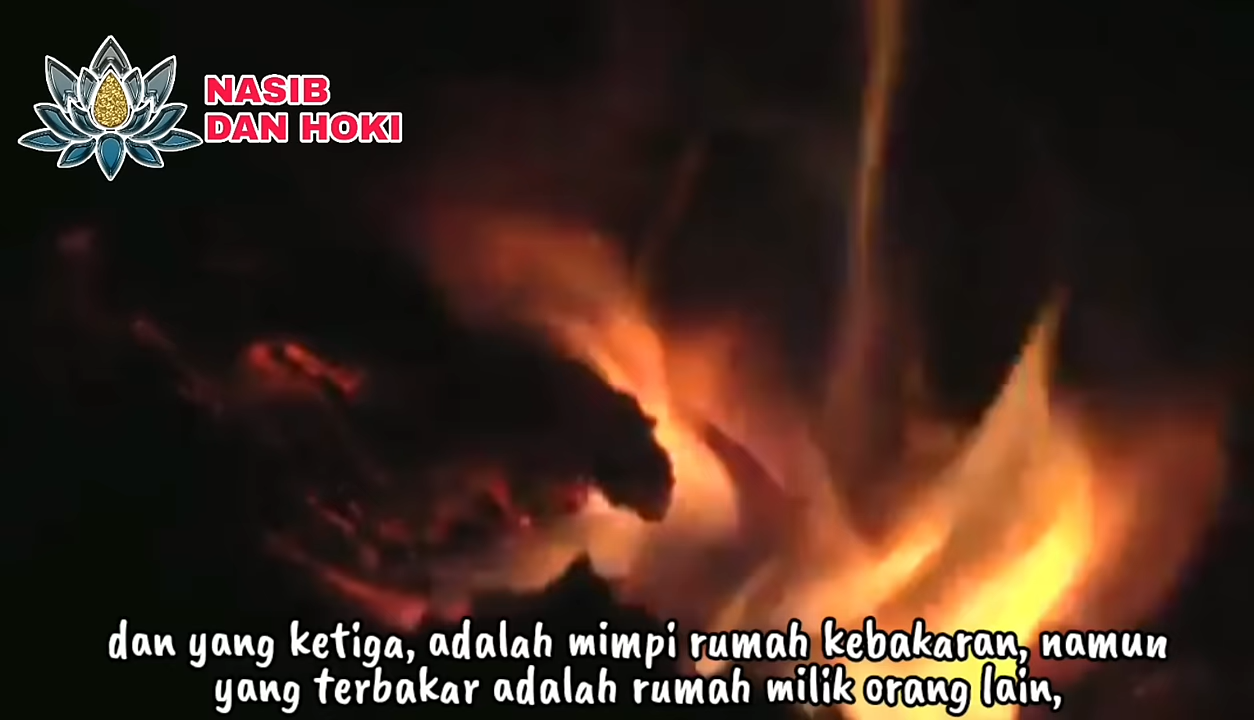 NASIB
DAN HOKI
dan yang ketiga, adalah mimpi rumah kebakaran, namun
yang terbakar adalah rumah milik orang lain,